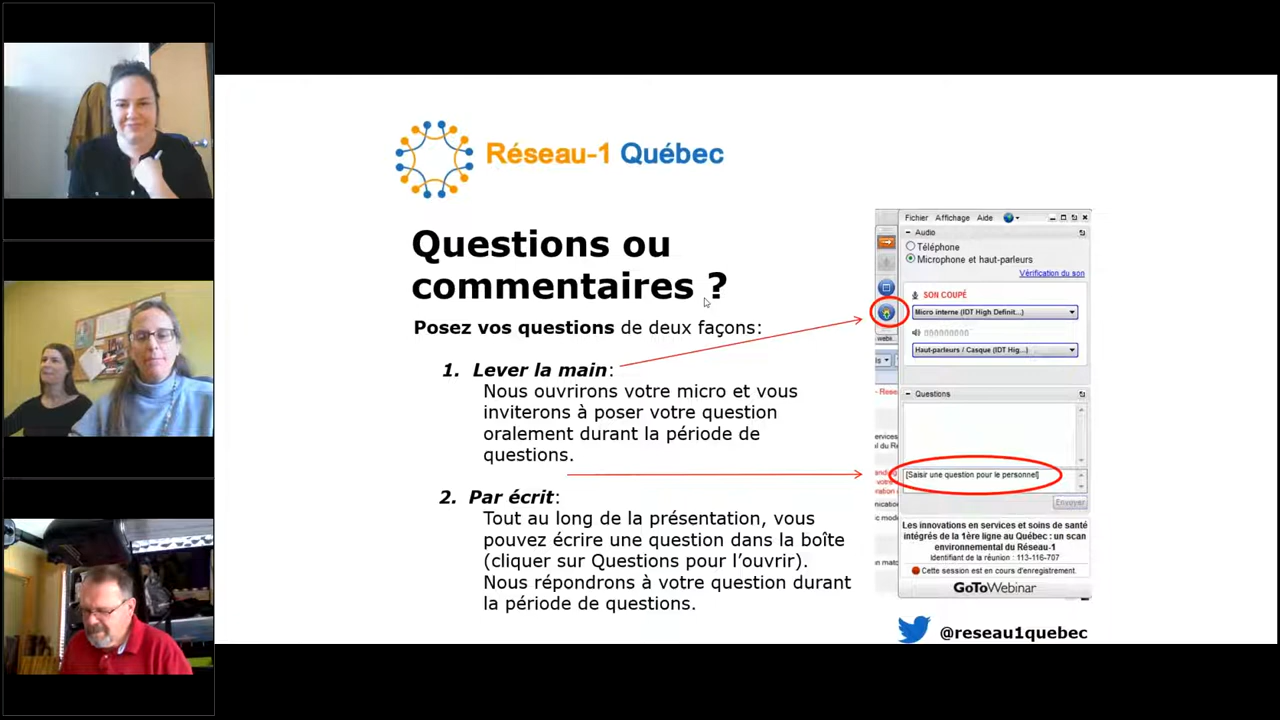 Réseau-1 Québec
Questions ou
commentaires ?
Posez vos questions de deux façons:
1. Lever la main:
Nous ouvrirons votre micro et vous
inviterons à poser votre question
oralement durant la période de
questions.
2. Par écrit:
Tout au long de la présentation, vous
pouvez écrire une question dans la boîte
(cliquer sur Questions pour l’ouvrir).
Nous répondrons à votre question durant
la période de questions.
Fichier Affichage Aide
Audio
Téléphone
Microphone et haut-parleurs
Vérification du son
SON COUPÉ
Micro interne (IDT High Definit...)
Haut-parleurs / Casque (IDT Hig...)
Questions
[Saisir une question pour le personnel]
Envoyer
Les innovations en services et soins de santé
intégrés de la 1ère ligne au Québec : un scan
environnemental du Réseau-1
Identifiant de la réunion : 113-116-707
Cette session est en cours d'enregistrement.
GoToWebinar
@reseau1quebec